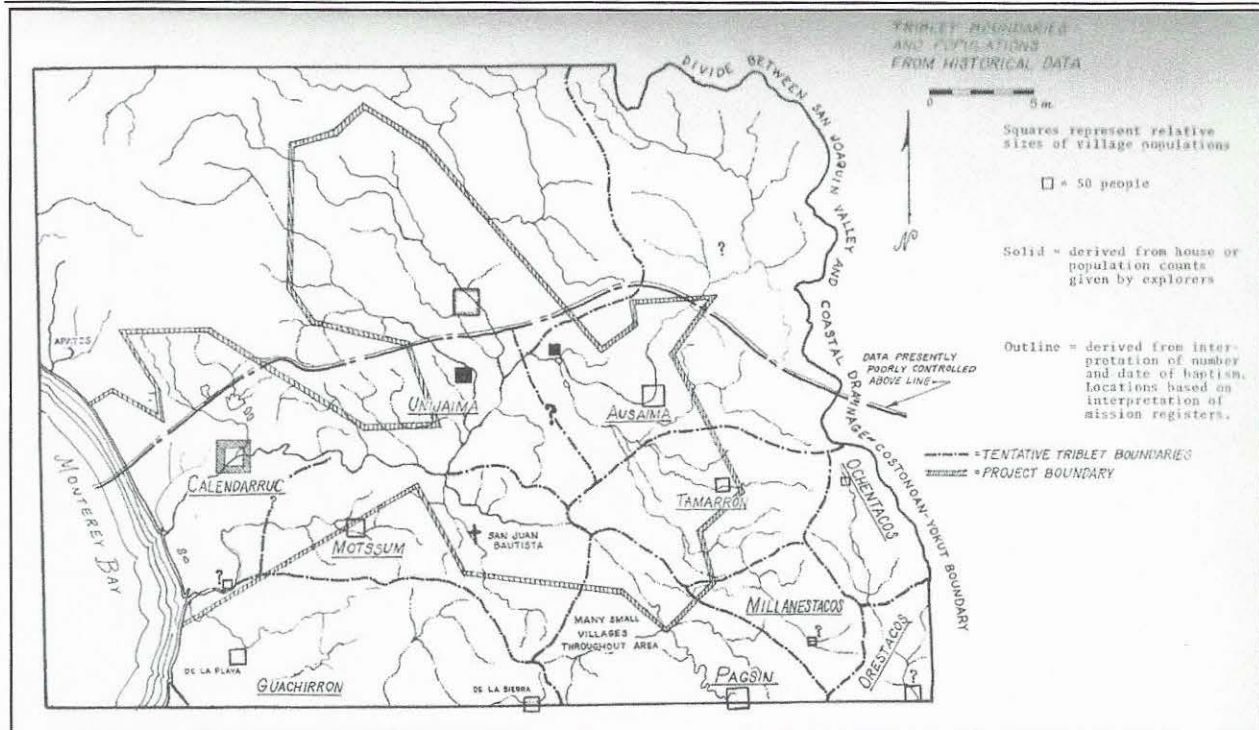 TRIBLET BOUNDARIES
AND POPULATIONS
FROM HISTORICAL DATA
0 5 m.
N
Squares represent relative
sizes of village populations
= 50 people
Solid = derived from house or
population counts
given by explorers
Outline = derived from inter-
pretation of number
and date of baptism.
Locations based on
interpretation of
mission registers.
DIVIDE BETWEEN SAN JOAQUIN VALLEY AND COASTAL DRAINAGE = COSTONOAN-YOKUT BOUNDARY
?
DATA PRESENTLY
POORLY CONTROLLED
ABOVE LINE
= TENTATIVE TRIBLET BOUNDARIES
= PROJECT BOUNDARY
UNIJAIMA
?
AUSAIMA
CALENDARRUC
MONTEREY BAY
?
MOTSSUM
SAN JUAN
BAUTISTA
TAMARRON
OCHENTACOS
?
MANY SMALL
VILLAGES
THROUGHOUT AREA
MILLANESTACOS
?
ORESTACOS
?
DE LA PLAYA
GUACHIRRON
DE LA SIERRA
PAGSIN